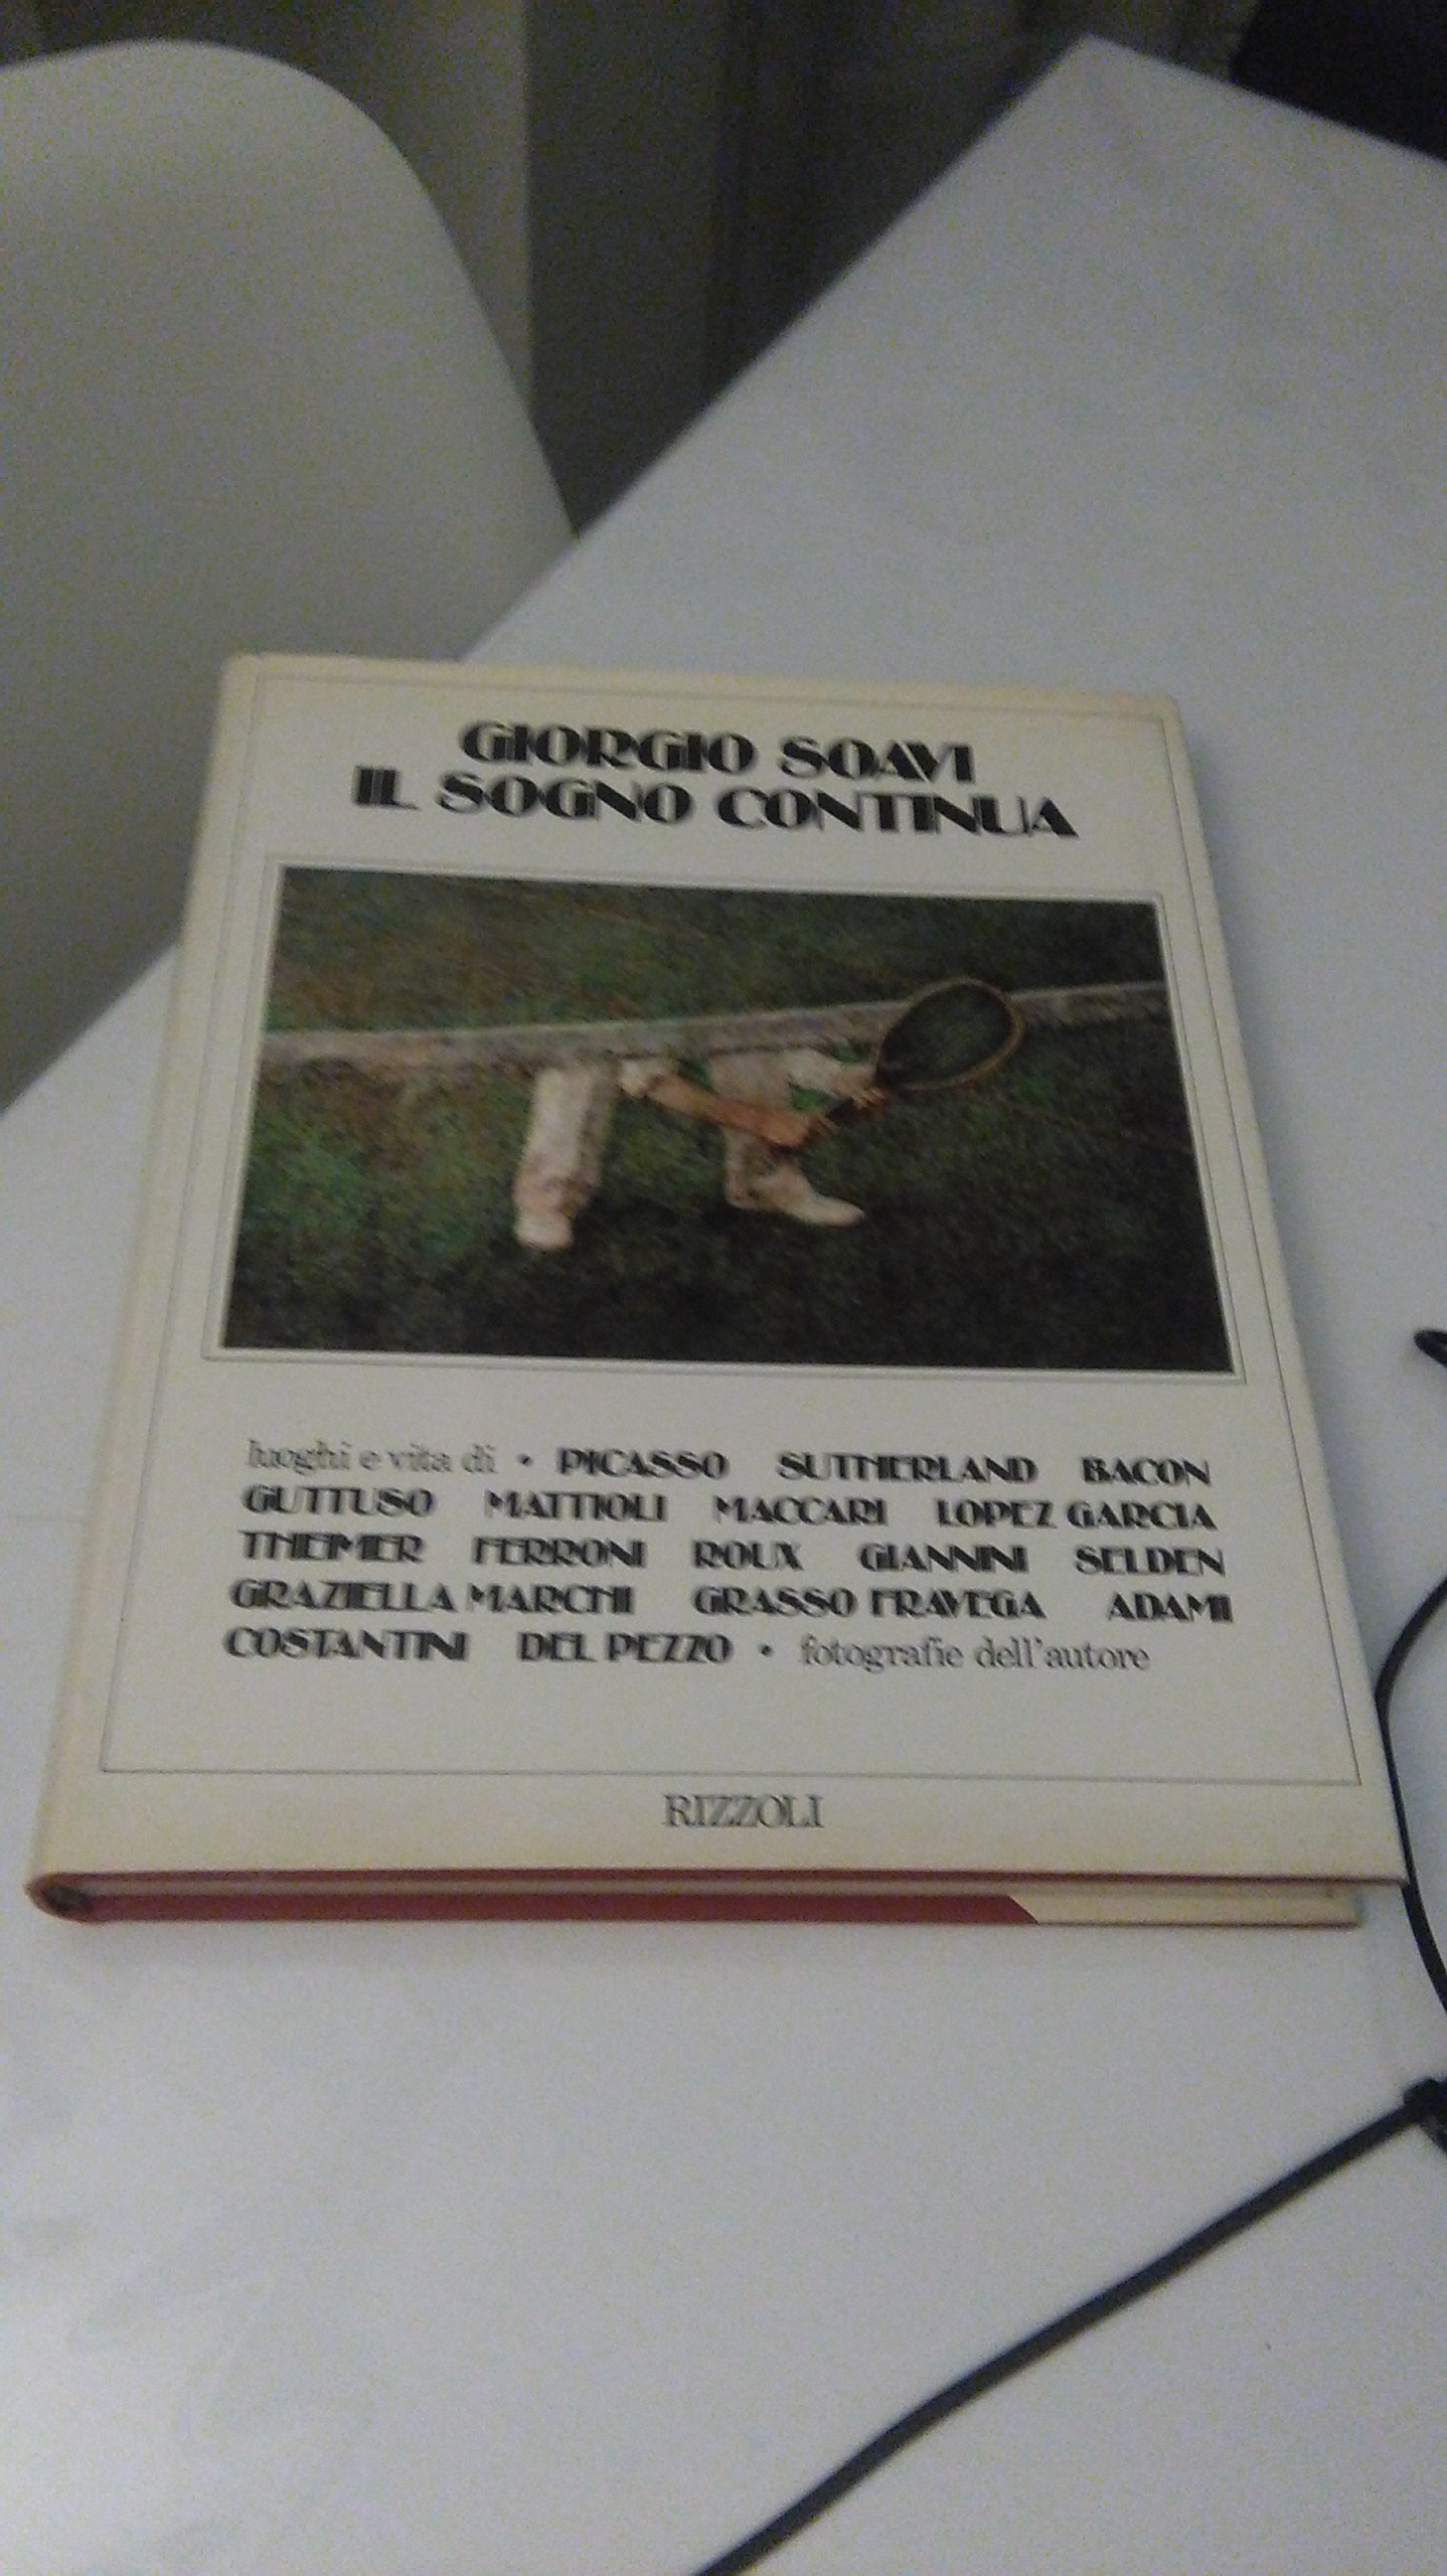 GIORGIO SOAVI
IL SOGNO CONTINUA
luoghi e vita di • PICASSO SUTHERLAND BACON
GUTTUSO MATTIOLI MACCARI LOPEZ GARCIA
THEIMER FERRONI ROUX GIANNINI SELDEN
GRAZIELLA MARCHI GRASSO FRAVEGA ADAMI
COSTANTINI DEL PEZZO • fotografie dell'autore
RIZZOLI